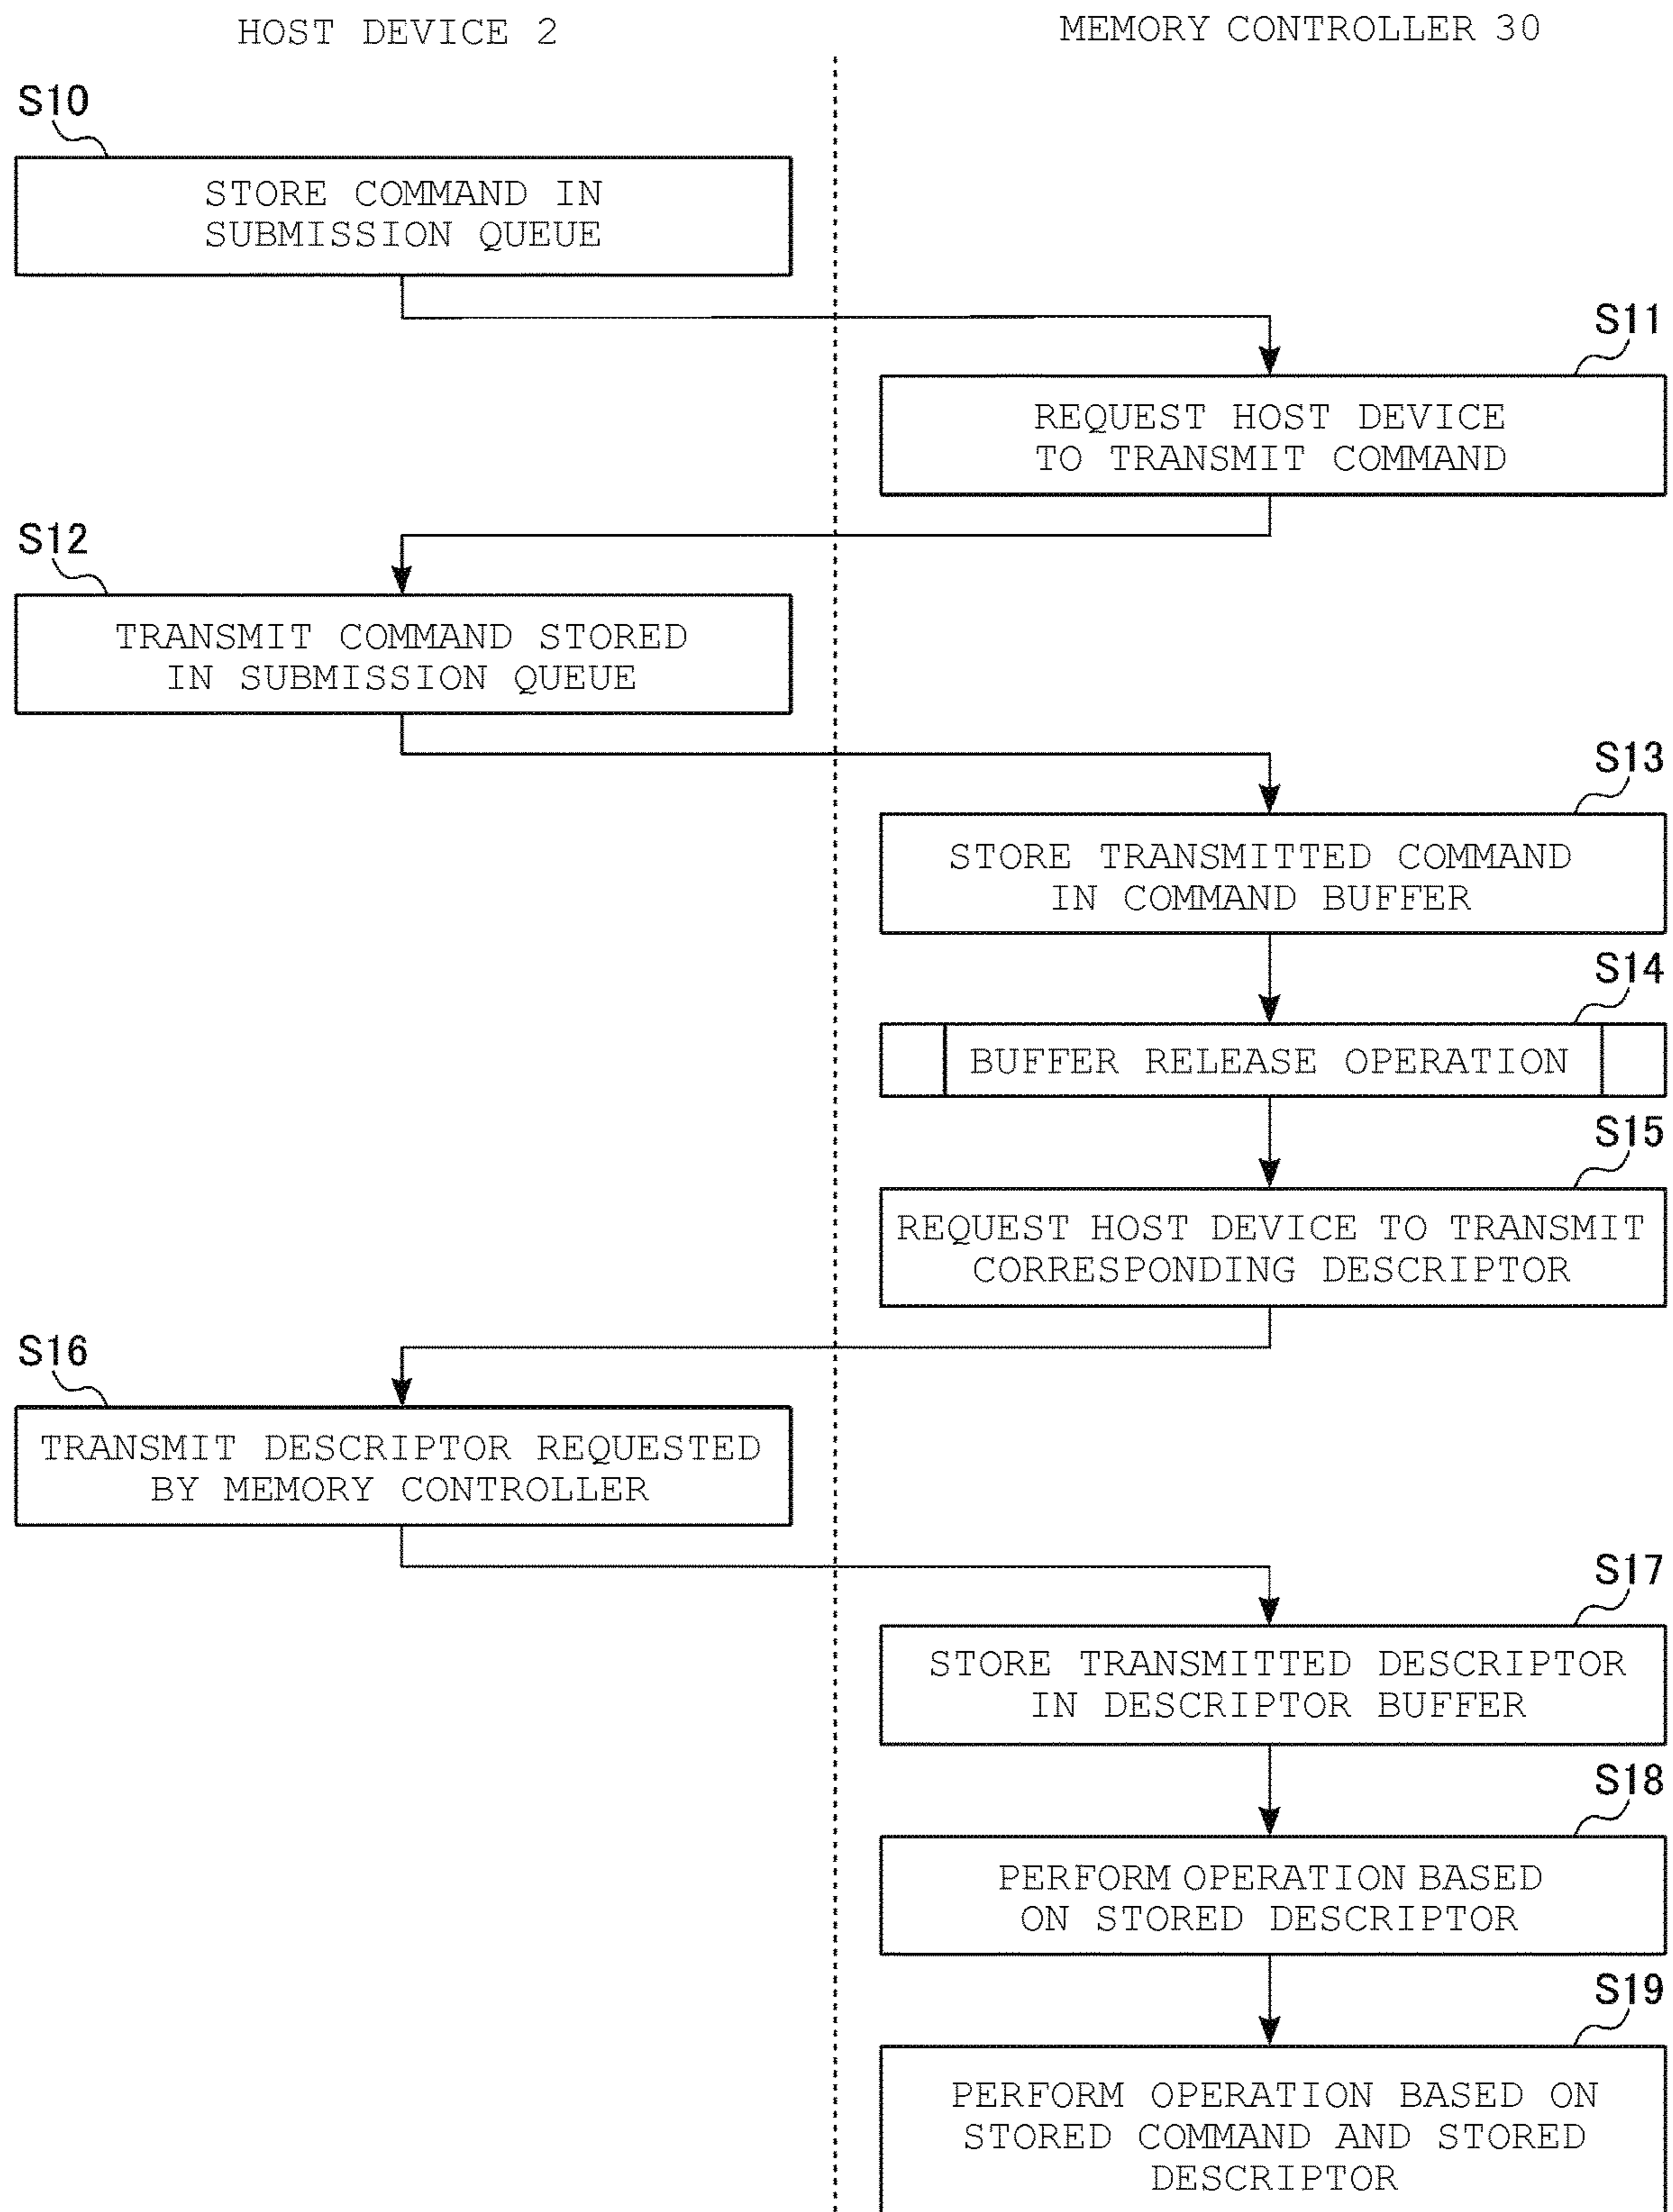 HOST DEVICE 2
MEMORY CONTROLLER 30
S10
STORE COMMAND IN
SUBMISSION QUEUE
S11
REQUEST HOST DEVICE
TO TRANSMIT COMMAND
S12
TRANSMIT COMMAND STORED
IN SUBMISSION QUEUE
S13
STORE TRANSMITTED COMMAND
IN COMMAND BUFFER
S14
BUFFER RELEASE OPERATION
S15
REQUEST HOST DEVICE TO TRANSMIT
CORRESPONDING DESCRIPTOR
S16
TRANSMIT DESCRIPTOR REQUESTED
BY MEMORY CONTROLLER
S17
STORE TRANSMITTED DESCRIPTOR
IN DESCRIPTOR BUFFER
S18
PERFORM OPERATION BASED
ON STORED DESCRIPTOR
S19
PERFORM OPERATION BASED ON
STORED COMMAND AND STORED
DESCRIPTOR